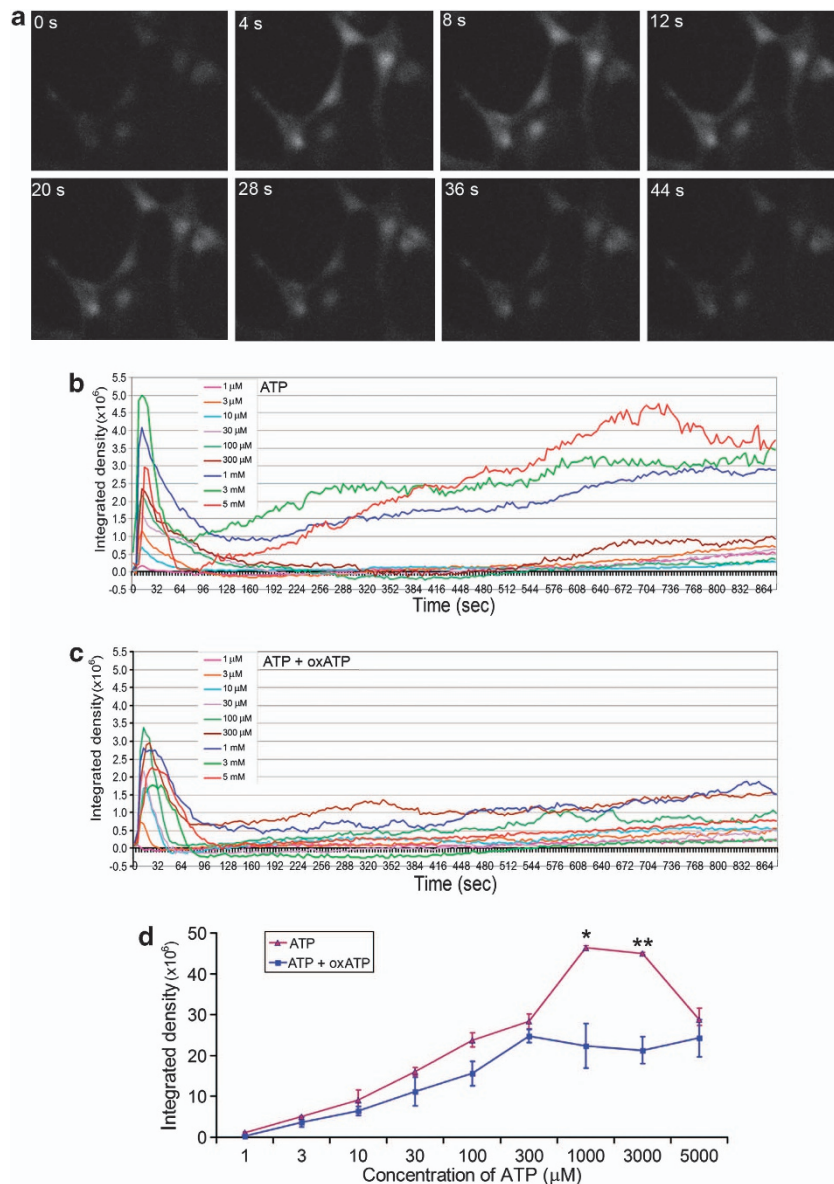 a
0 s
4 s
8 s
12 s
20 s
28 s
36 s
44 s
b
Integrated density(x10⁶)
5.5
5.0
4.5
4.0
3.5
3.0
2.5
2.0
1.5
1.0
0.5
0.0
-0.5
1 µM
3 µM
10 µM
30 µM
100 µM
300 µM
1 mM
3 mM
5 mM
ATP
0 32 64 96 128 160 192 224 256 288 320 352 384 416 448 480 512 544 576 608 640 672 704 736 768 800 832 864
Time (sec)
c
Integrated density (x10⁶)
5.5
5.0
4.5
4.0
3.5
3.0
2.5
2.0
1.5
1.0
0.5
0.0
-0.5
1 µM
3 µM
10 µM
30 µM
100 µM
300 µM
1 mM
3 mM
5 mM
ATP + oxATP
0 32 64 96 128 160 192 224 256 288 320 352 384 416 448 480 512 544 576 608 640 672 704 736 768 800 832 864
Time (sec)
d
Integrated density (x10⁶)
50
40
30
20
10
0
ATP
ATP + oxATP
*
**
1 3 10 30 100 300 1000 3000 5000
Concentration of ATP (µM)